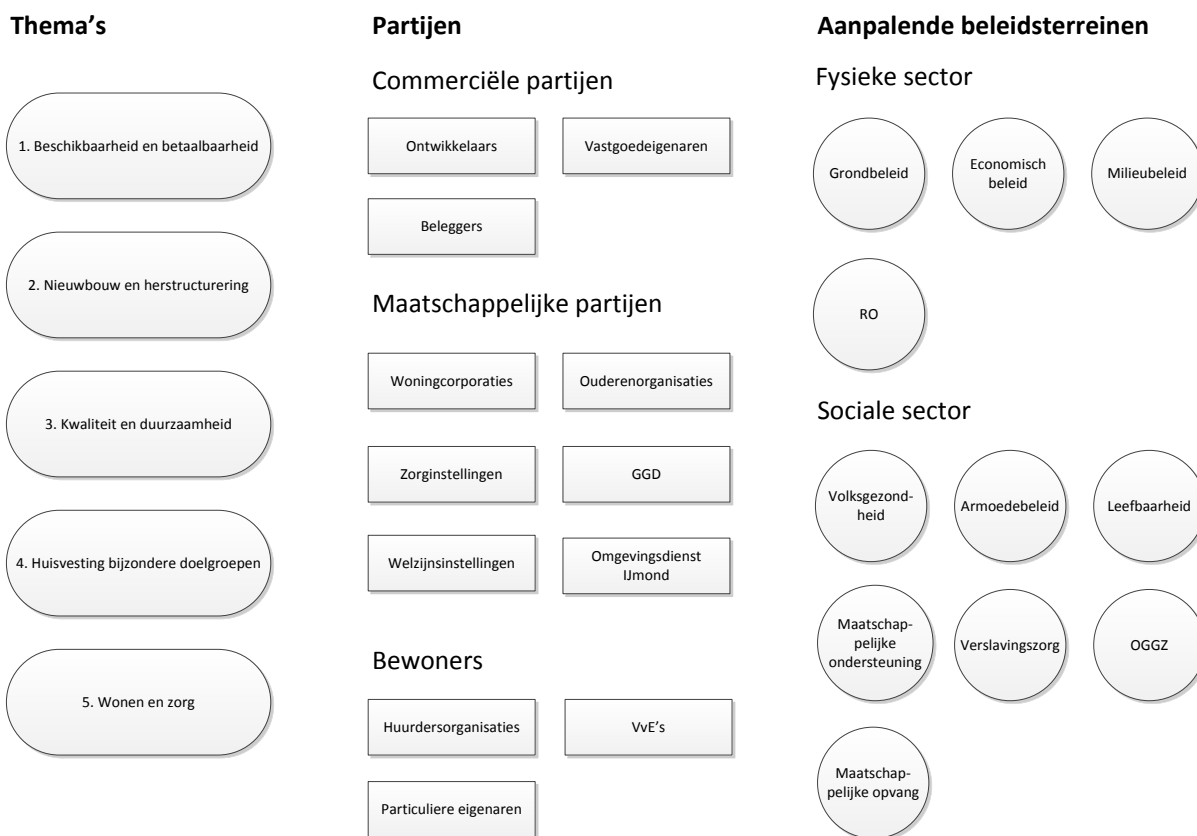 Thema's
1. Beschikbaarheid en betaalbaarheid
2. Nieuwbouw en herstructurering
3. Kwaliteit en duurzaamheid
4. Huisvesting bijzondere doelgroepen
5. Wonen en zorg
Partijen
Commerciële partijen
Ontwikkelaars
Vastgoedeigenaren
Beleggers
Maatschappelijke partijen
Woningcorporaties
Ouderenorganisaties
Zorginstellingen
GGD
Welzijnsinstellingen
Omgevingsdienst
IJmond
Bewoners
Huurdersorganisaties
VvE's
Particuliere eigenaren
Aanpalende beleidsterreinen
Fysieke sector
Grondbeleid
Economisch
beleid
Milieubeleid
RO
Sociale sector
Volksgezond-
heid
Armoedebeleid
Leefbaarheid
Maatschap-
pelijke
ondersteuning
Verslavingszorg
OGGZ
Maatschap-
pelijke opvang